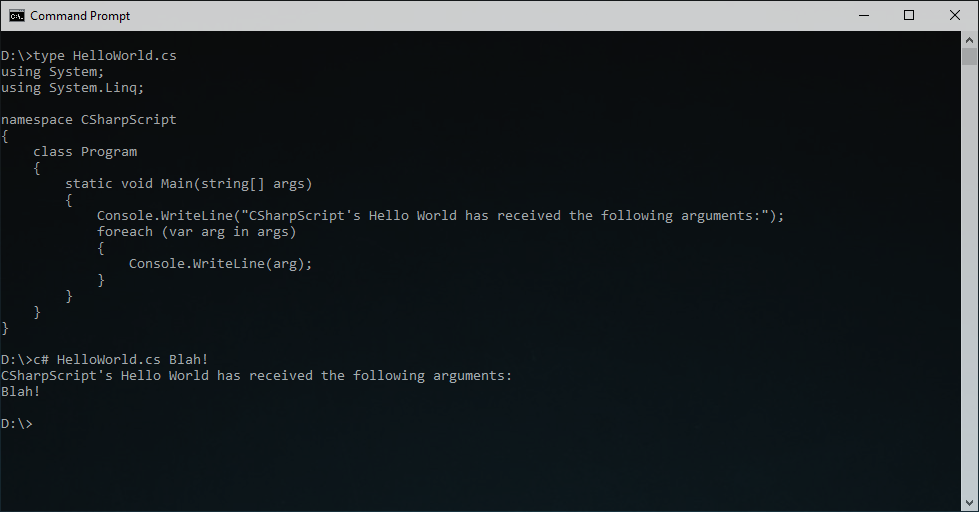 Command Prompt
D:\>type HelloWorld.cs
using System;
using System.Linq;

namespace CSharpScript
{
    class Program
    {
        static void Main(string[] args)
        {
            Console.WriteLine("CSharpScript's Hello World has received the following arguments:");
            foreach (var arg in args)
            {
                Console.WriteLine(arg);
            }
        }
    }
}

D:\>c# HelloWorld.cs Blah!
CSharpScript's Hello World has received the following arguments:
Blah!

D:\>